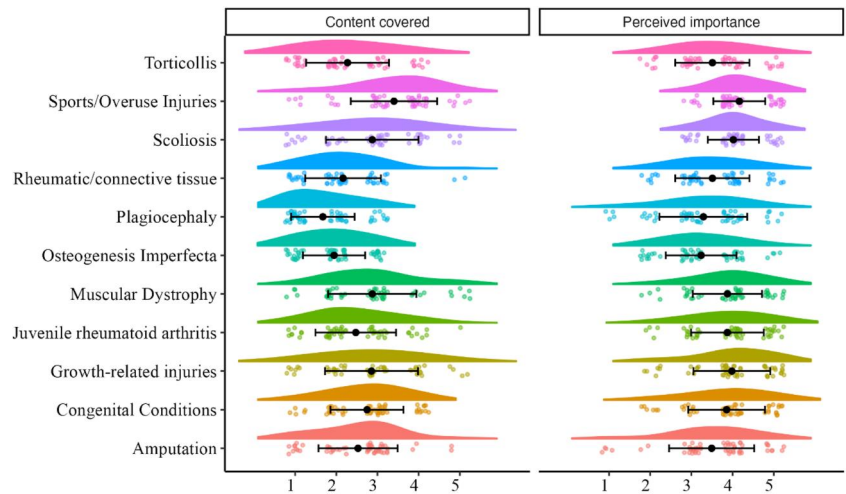 Content covered
Perceived importance
Torticollis
Sports/Overuse Injuries
Scoliosis
Rheumatic/connective tissue
Plagiocephaly
Osteogenesis Imperfecta
Muscular Dystrophy
Juvenile rheumatoid arthritis
Growth-related injuries
Congenital Conditions
Amputation
1 2 3 4 5
1 2 3 4 5